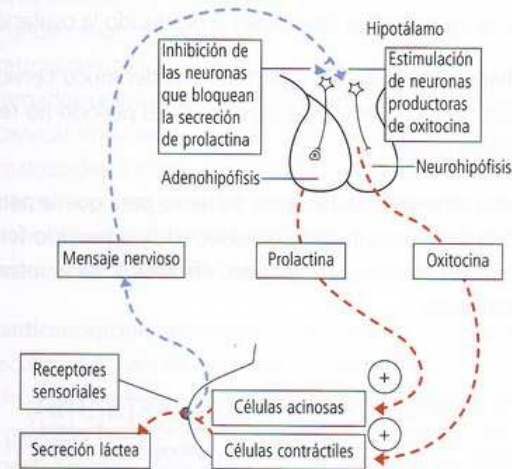 Hipotálamo
Inhibición de
las neuronas
que bloquean
la secreción
de prolactina
Estimulación
de neuronas
productoras
de oxitocina
Adenohipófisis
Neurohipófisis
Mensaje nervioso
Prolactina
Oxitocina
Receptores
sensoriales
+
Células acinosas
+
Secreción láctea
Células contráctiles